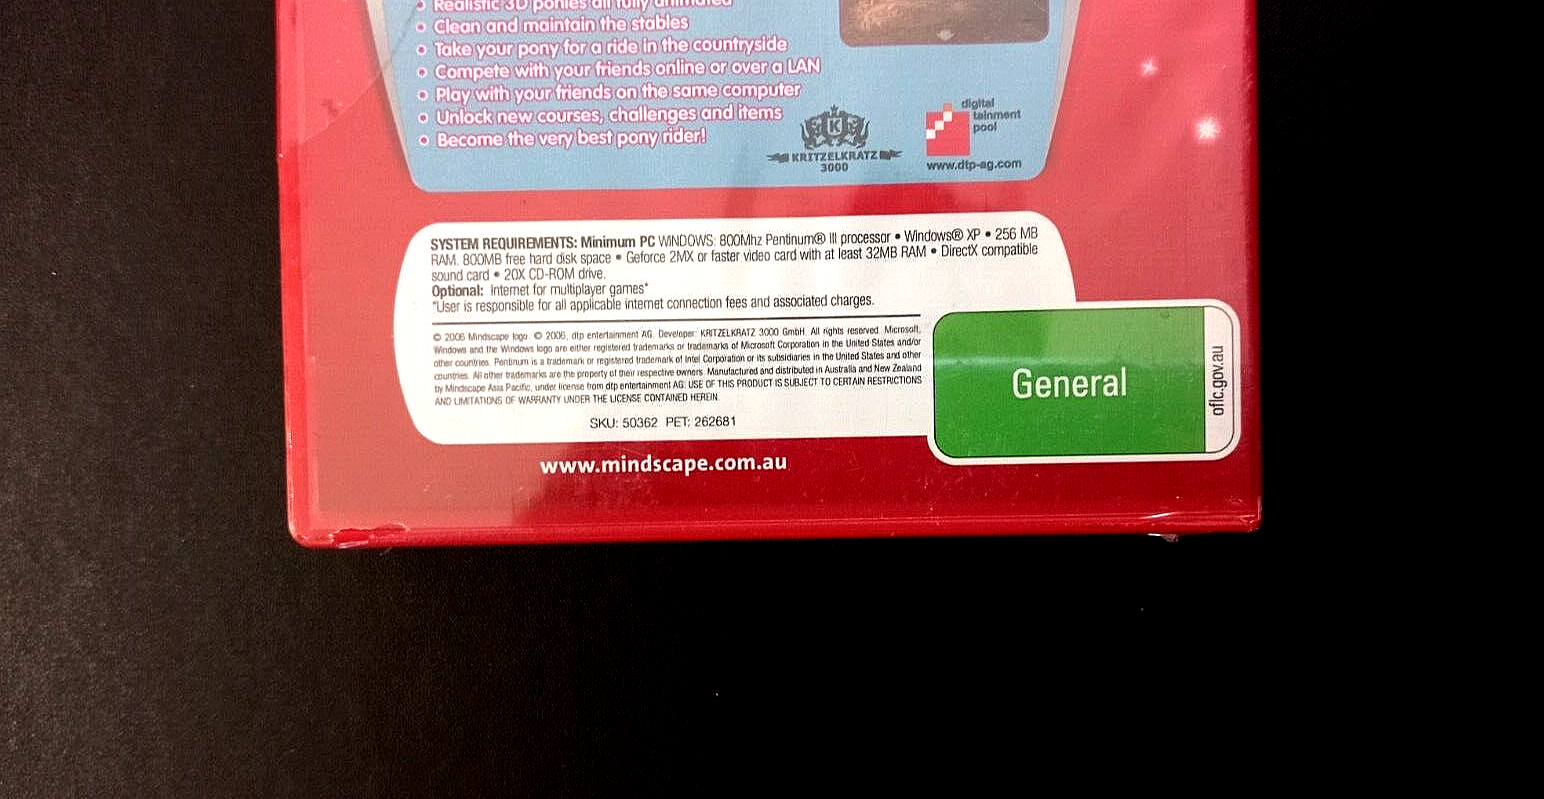 Realistic 3D ponies all fully animated
Clean and maintain the stables
Take your pony for a ride in the countryside
Compete with your friends online or over a LAN
Play with your friends on the same computer
Unlock new courses, challenges and items
Become the very best pony rider!
K
KRITZELKRATZ
3000
digital
tainment
pool
www.dtp-ag.com
SYSTEM REQUIREMENTS: Minimum PC WINDOWS: 800Mhz Pentinum® III processor • Windows® XP • 256 MB
RAM. 800MB free hard disk space • Geforce 2MX or faster video card with at least 32MB RAM • DirectX compatible
sound card • 20X CD-ROM drive.
Optional: Internet for multiplayer games*
*User is responsible for all applicable internet connection fees and associated charges.
© 2006 Mindscape logo. © 2006, dtp entertainment AG. Developer: KRITZELKRATZ 3000 GmbH. All rights reserved. Microsoft,
Windows and the Windows logo are either registered trademarks or trademarks of Microsoft Corporation in the United States and/or
other countries. Pentinum is a trademark or registered trademark of Intel Corporation or its subsidiaries in the United States and other
countries. All other trademarks are the property of their respective owners. Manufactured and distributed in Australia and New Zealand
by Mindscape Asia Pacific, under license from dtp entertainment AG. USE OF THIS PRODUCT IS SUBJECT TO CERTAIN RESTRICTIONS
AND LIMITATIONS OF WARRANTY UNDER THE LICENSE CONTAINED HEREIN.
SKU: 50362 PET: 262681
General
oflc.gov.au
www.mindscape.com.au